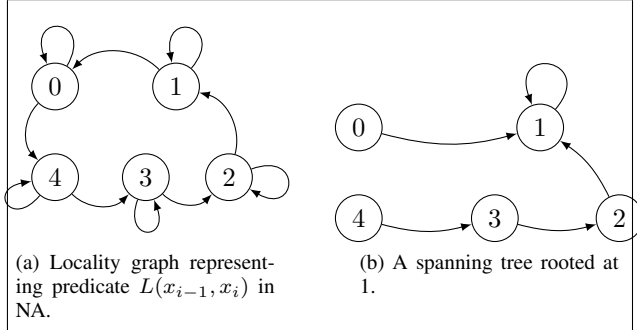 0
1
4
3
2
(a) Locality graph represent-
ing predicate L(x_{i−1}, x_i) in
NA.
0
1
4
3
2
(b) A spanning tree rooted at
1.